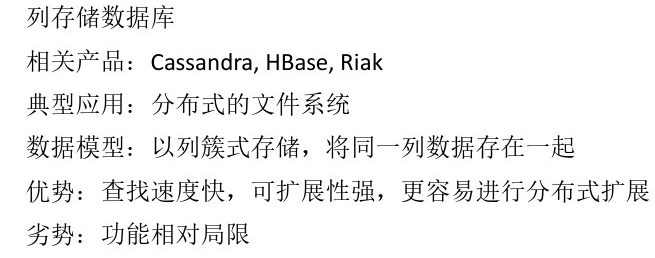 列存储数据库
相关产品：Cassandra, HBase, Riak
典型应用：分布式的文件系统
数据模型：以列簇式存储，将同一列数据存在一起
优势：查找速度快，可扩展性强，更容易进行分布式扩展
劣势：功能相对局限